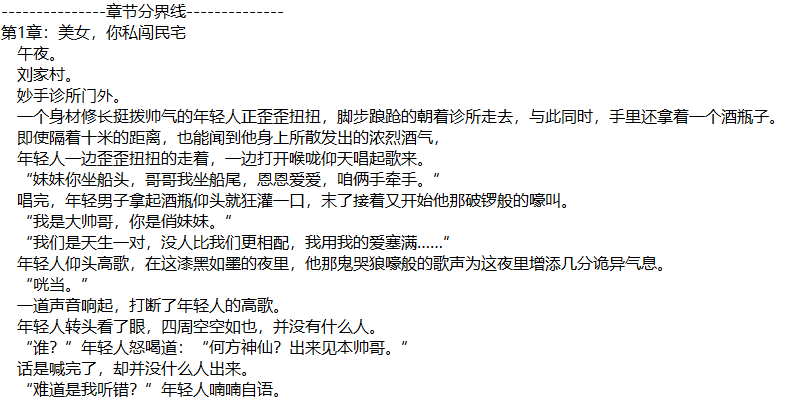 ---------------章节分界线--------------
第1章：美女，你私闯民宅
午夜。
刘家村。
妙手诊所门外。
一个身材修长挺拨帅气的年轻人正歪歪扭扭，脚步踉跄的朝着诊所走去，与此同时，手里还拿着一个酒瓶子。
即使隔着十米的距离，也能闻到他身上所散发出的浓烈酒气，
年轻人一边歪歪扭扭的走着，一边打开喉咙仰天唱起歌来。
“妹妹你坐船头，哥哥我坐船尾，恩恩爱爱，咱俩手牵手。”
唱完，年轻男子拿起酒瓶仰头就狂灌一口，末了接着又开始他那破锣般的嚎叫。
“我是大帅哥，你是俏妹妹。”
“我们是天生一对，没人比我们更相配，我用我的爱塞满……”
年轻人仰头高歌，在这漆黑如墨的夜里，他那鬼哭狼嚎般的歌声为这夜里增添几分诡异气息。
“咣当。”
一道声音响起，打断了年轻人的高歌。
年轻人转头看了眼，四周空空如也，并没有什么人。
“谁？”年轻人怒喝道：“何方神仙？出来见本帅哥。”
话是喊完了，却并没什么人出来。
“难道是我听错？”年轻人喃喃自语。